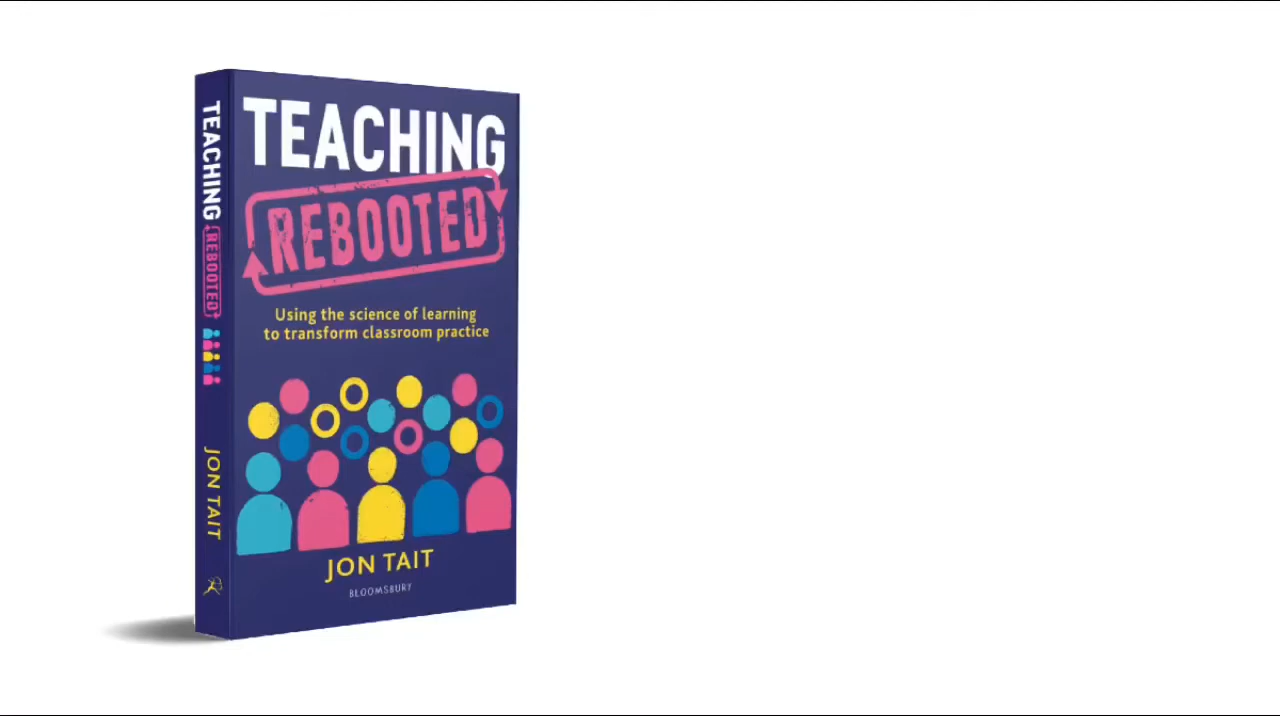 TEACHING
REBOOTED
Using the science of learning
to transform classroom practice
JON TAIT
BLOOMSBURY
TEACHING
REBOOTED
JON TAIT